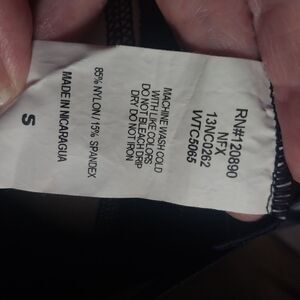 RN#120890
NFX
13NC0262
WTC5065
MACHINE WASH COLD
WITH LIKE COLORS
DO NOT BLEACH DRIP
DRY DO NOT IRON
85% NYLON/15% SPANDEX
MADE IN NICARAGUA
S